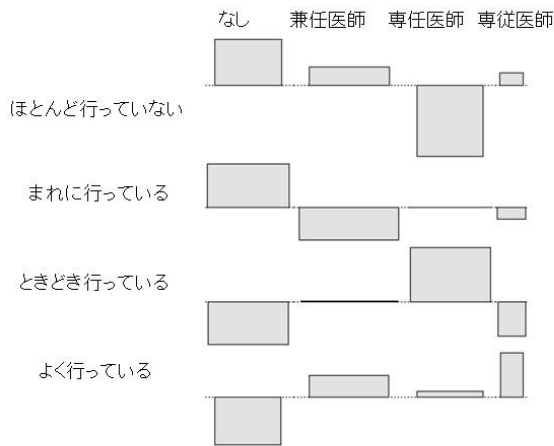 なし 兼任医師 専任医師 専従医師
ほとんど行っていない
まれに行っている
ときどき行っている
よく行っている